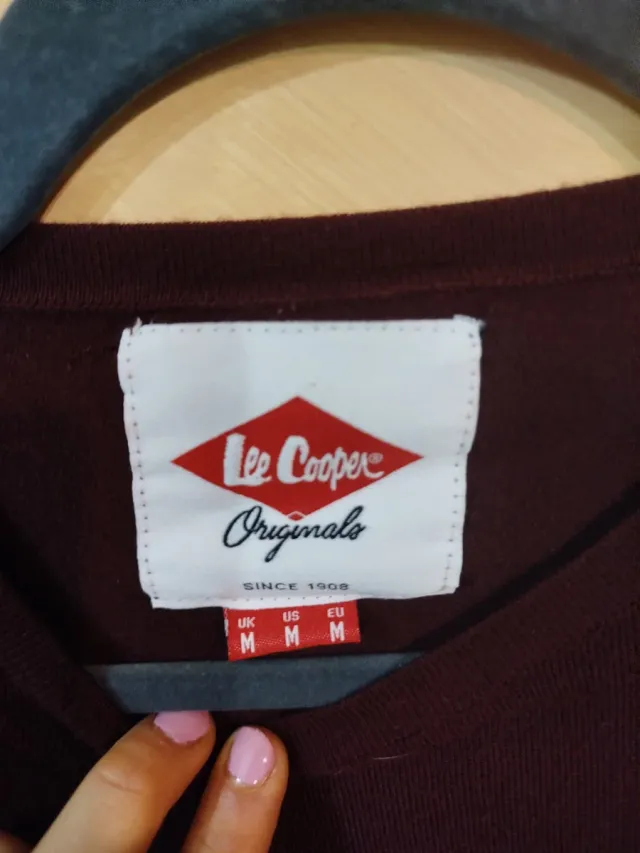 Lee Cooper®
Originals
SINCE 1908
UK US EU
M M M